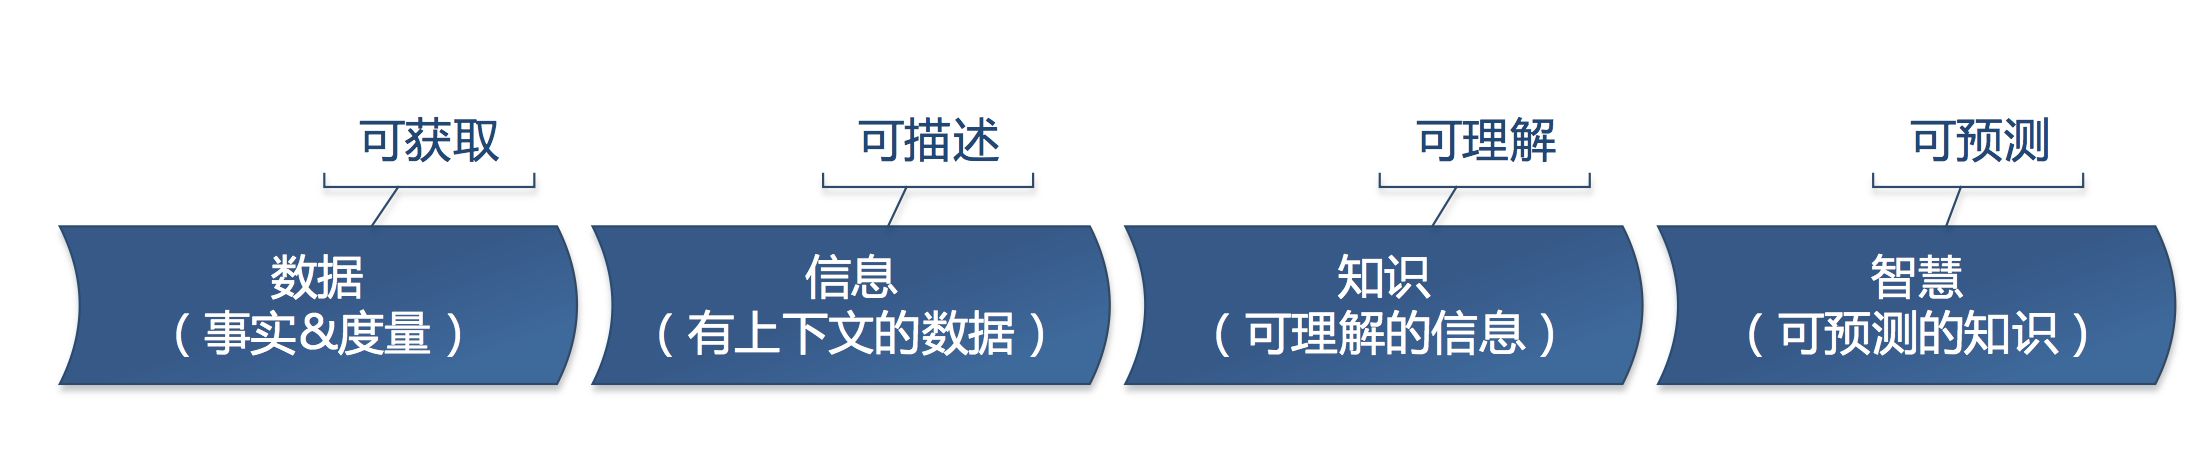 可获取
可描述
可理解
可预测
数据
（事实&度量）
信息
（有上下文的数据）
知识
（可理解的信息）
智慧
（可预测的知识）